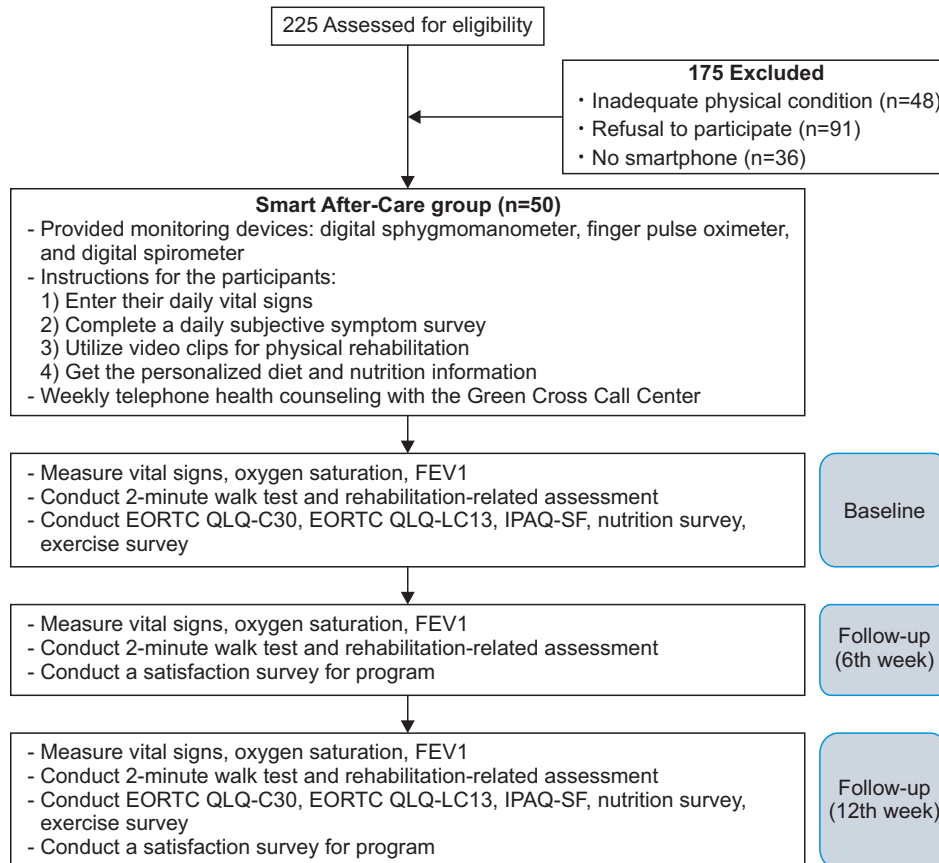 225 Assessed for eligibility
175 Excluded
· Inadequate physical condition (n=48)
· Refusal to participate (n=91)
· No smartphone (n=36)
Smart After-Care group (n=50)
- Provided monitoring devices: digital sphygmomanometer, finger pulse oximeter,
and digital spirometer
- Instructions for the participants:
1) Enter their daily vital signs
2) Complete a daily subjective symptom survey
3) Utilize video clips for physical rehabilitation
4) Get the personalized diet and nutrition information
- Weekly telephone health counseling with the Green Cross Call Center
- Measure vital signs, oxygen saturation, FEV1
- Conduct 2-minute walk test and rehabilitation-related assessment
- Conduct EORTC QLQ-C30, EORTC QLQ-LC13, IPAQ-SF, nutrition survey,
exercise survey
Baseline
- Measure vital signs, oxygen saturation, FEV1
- Conduct 2-minute walk test and rehabilitation-related assessment
- Conduct a satisfaction survey for program
Follow-up
(6th week)
- Measure vital signs, oxygen saturation, FEV1
- Conduct 2-minute walk test and rehabilitation-related assessment
- Conduct EORTC QLQ-C30, EORTC QLQ-LC13, IPAQ-SF, nutrition survey,
exercise survey
- Conduct a satisfaction survey for program
Follow-up
(12th week)